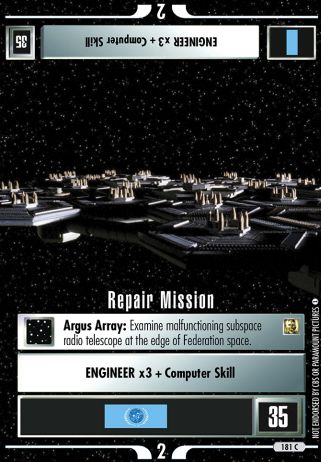 2
ENGINEER x3 + Computer Skill
35
Repair Mission
Argus Array: Examine malfunctioning subspace
radio telescope at the edge of Federation space.
ENGINEER x3 + Computer Skill
35
2
181 C
NOT ENDORSED BY CBS OR PARAMOUNT PICTURES